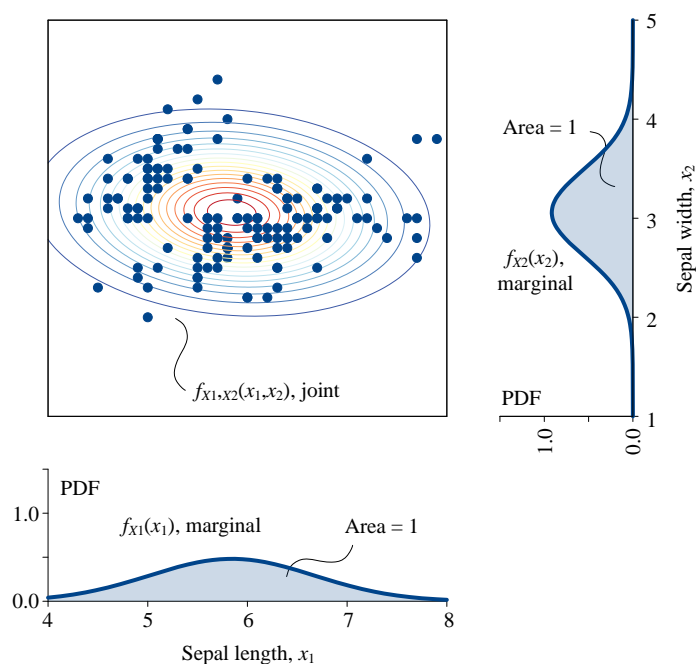 5
4
Area = 1
3
Sepal width, x2
fX2(x2),
marginal
2
fX1,X2(x1,x2), joint
PDF
1
1.0
0.0
PDF
1.0
fX1(x1), marginal
Area = 1
0.0
4
5
6
7
8
Sepal length, x1